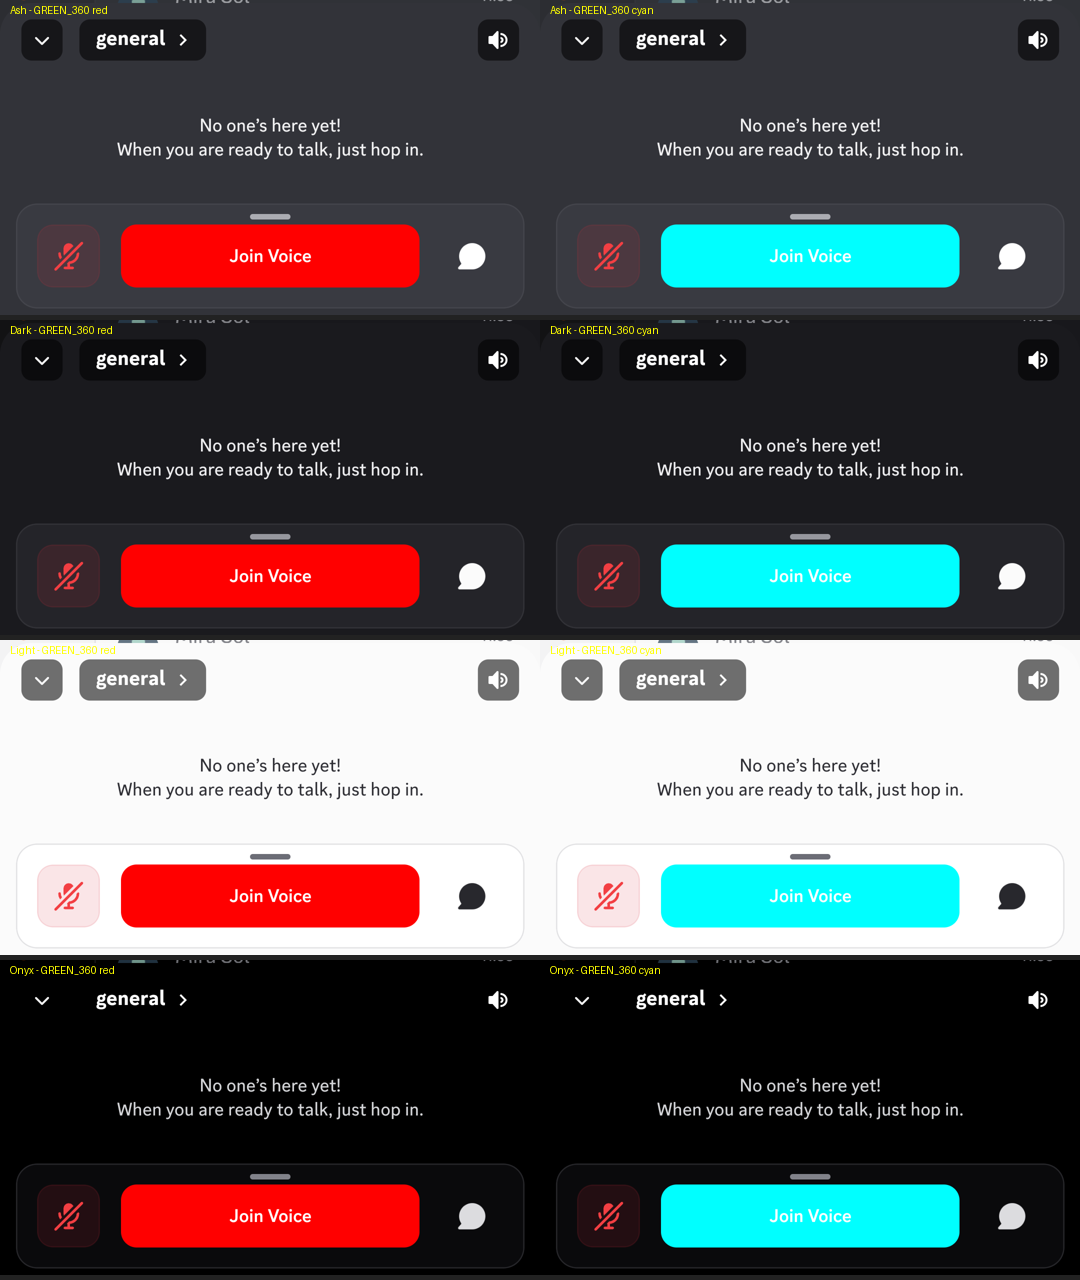 Ash - GREEN_360 red
Ash - GREEN_360 cyan
general
general
No one’s here yet!
When you are ready to talk, just hop in.
No one’s here yet!
When you are ready to talk, just hop in.
Join Voice
Join Voice
Dark - GREEN_360 red
Dark - GREEN_360 cyan
general
general
No one’s here yet!
When you are ready to talk, just hop in.
No one’s here yet!
When you are ready to talk, just hop in.
Join Voice
Join Voice
Light - GREEN_360 red
Light - GREEN_360 cyan
general
general
No one’s here yet!
When you are ready to talk, just hop in.
No one’s here yet!
When you are ready to talk, just hop in.
Join Voice
Join Voice
Onyx - GREEN_360 red
Onyx - GREEN_360 cyan
general
general
No one’s here yet!
When you are ready to talk, just hop in.
No one’s here yet!
When you are ready to talk, just hop in.
Join Voice
Join Voice